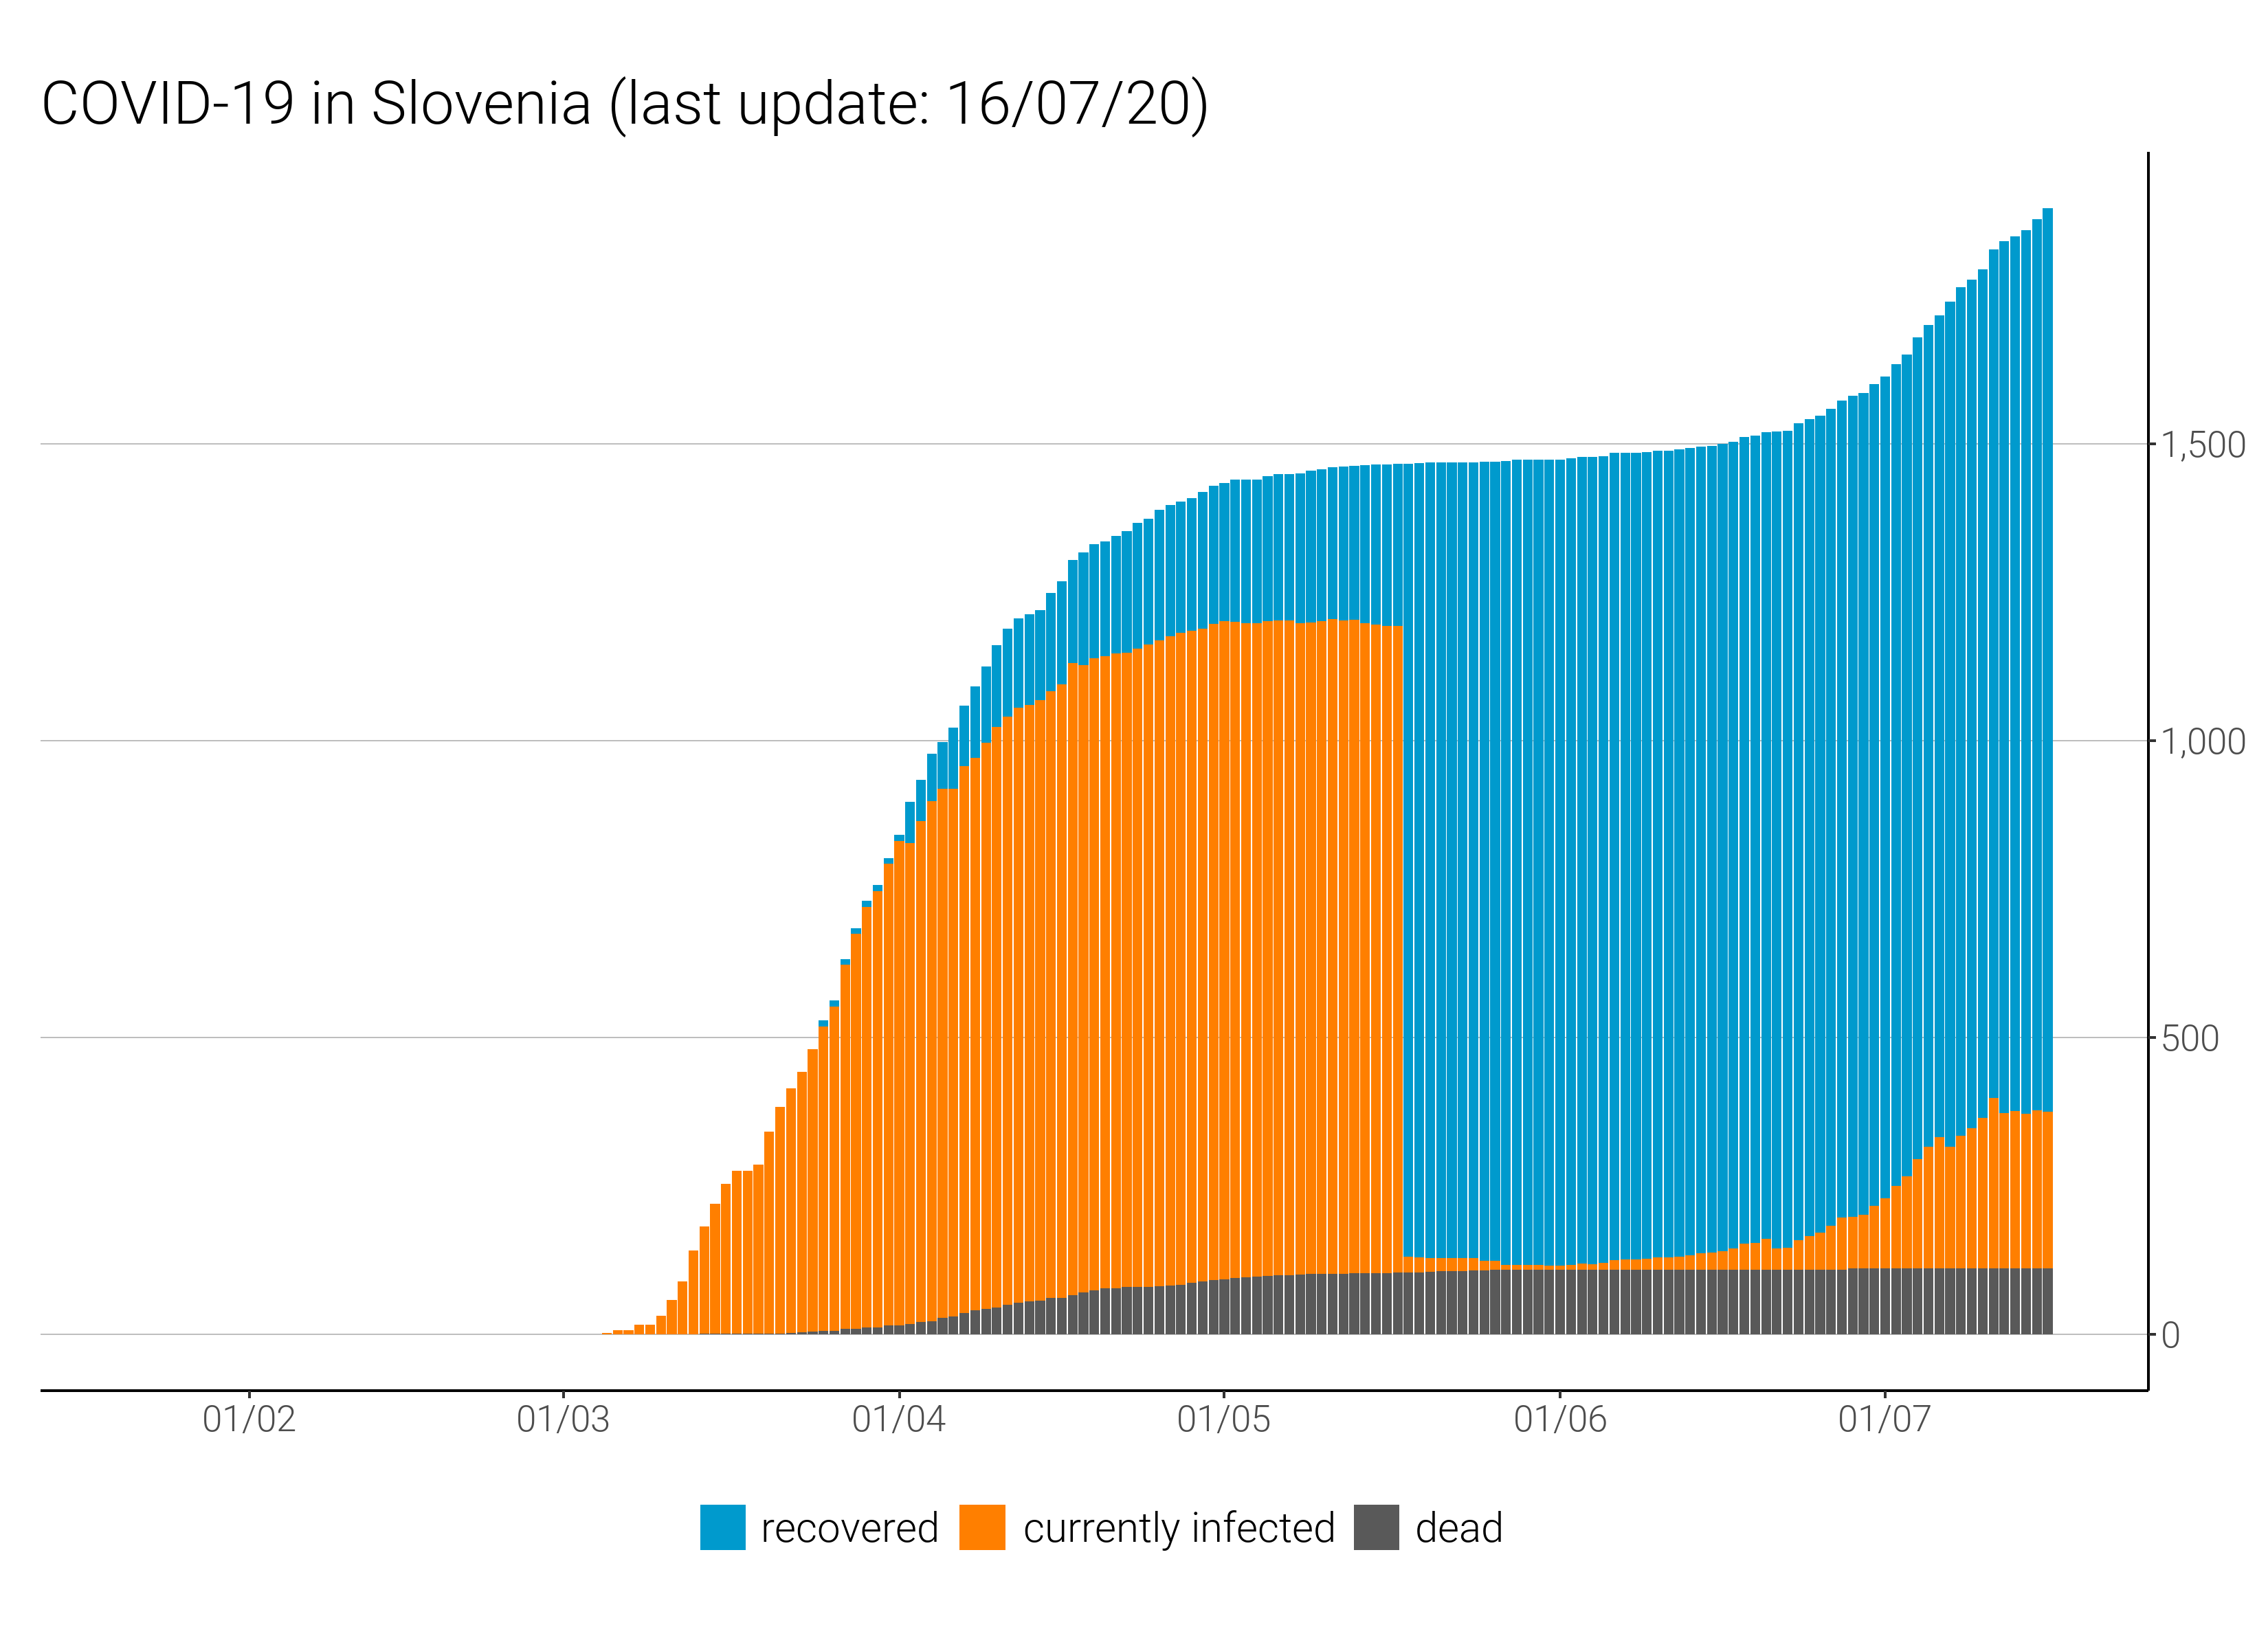 COVID-19 in Slovenia (last update: 16/07/20)
1,500
1,000
500
0
01/02 01/03 01/04 01/05 01/06 01/07
recovered currently infected dead